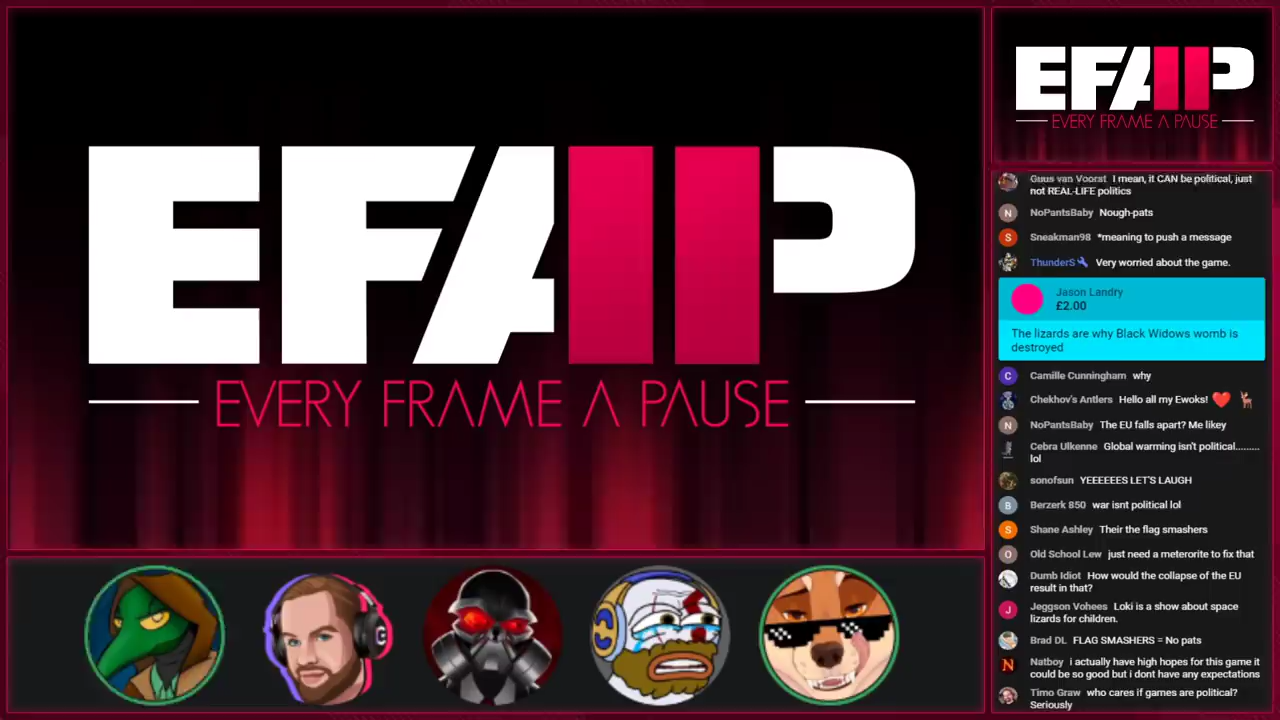 EFAP
EVERY FRAME A PAUSE
EFAP
EVERY FRAME A PAUSE
Guus van Voorst I mean, it CAN be political, just
not REAL-LIFE politics
N NoPantsBaby Nough-pats
S Sneakman98 *meaning to push a message
ThunderS Very worried about the game.
Jason Landry
£2.00
The lizards are why Black Widows womb is
destroyed
C Camille Cunningham why
Chekhov's Antlers Hello all my Ewoks!
N NoPantsBaby The EU falls apart? Me likey
Cebra Ulkenne Global warming isn't political.........
lol
sonofsun YEEEEEES LET'S LAUGH
B Berzerk 850 war isnt political lol
S Shane Ashley Their the flag smashers
O Old School Lew just need a meterorite to fix that
Dumb Idiot How would the collapse of the EU
result in that?
J Jeggson Vohees Loki is a show about space
lizards for children.
Brad DL FLAG SMASHERS = No pats
N Natboy i actually have high hopes for this game it
could be so good but i dont have any expectations
Timo Graw who cares if games are political?
Seriously